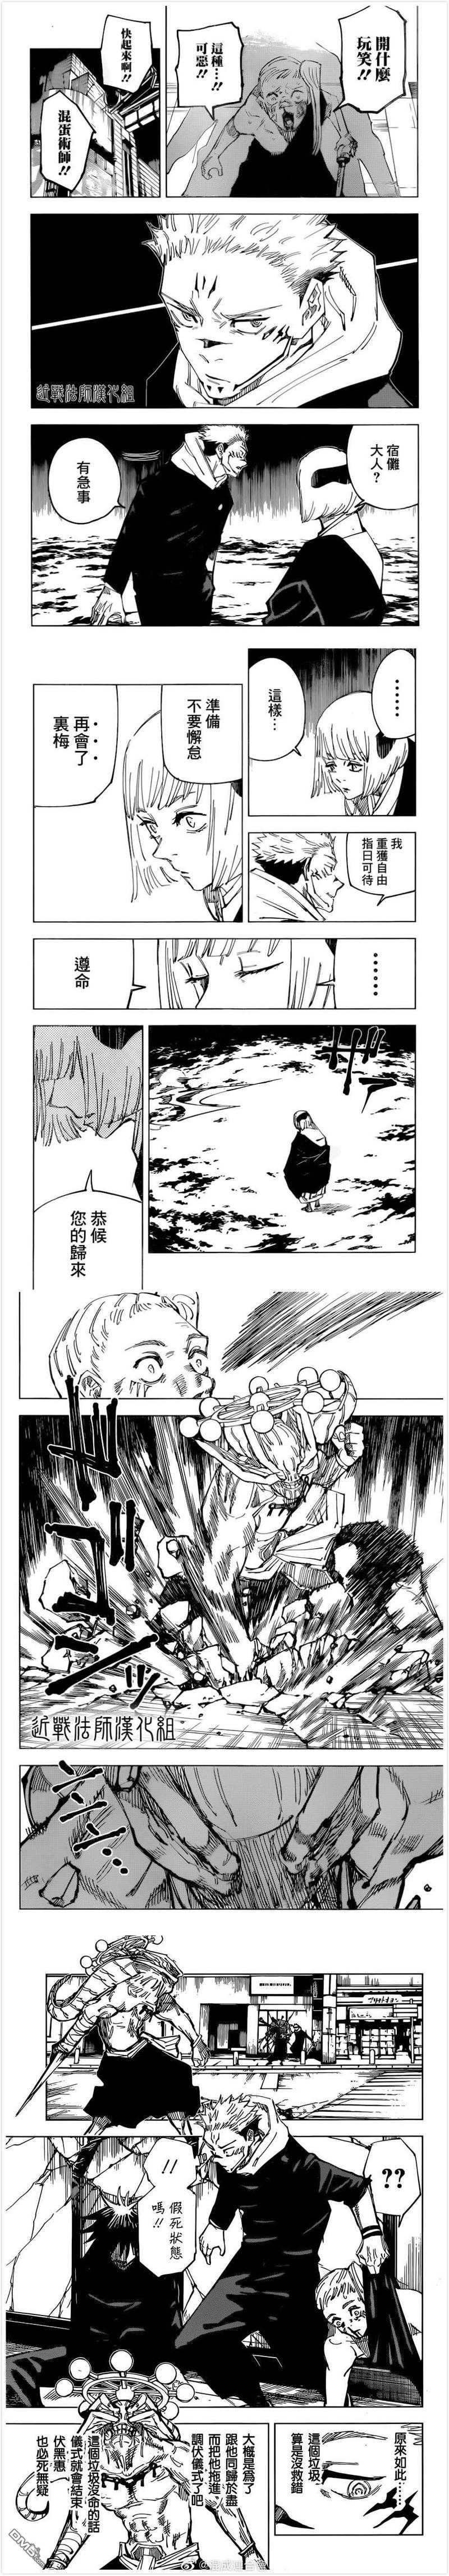 開什麼
玩笑!!
這種…!!
可惡!!
快起來啊!!
混蛋術師!!
近戰法師漢化組
宿儺
大人?
有急事
……
這樣…
我
重獲自由
指日可待
準備
不要懈怠
再會了
裏梅
……
遵命
恭候
您的歸來
近戰法師漢化組
??
假死狀態
嗎!!
原來如此……
這個垃圾
算是沒救錯
大概是為了
跟他同歸於盡
而把他拖進
調伏儀式了吧
這個垃圾沒命的話
儀式就會結束
伏黑惠
也必死無疑